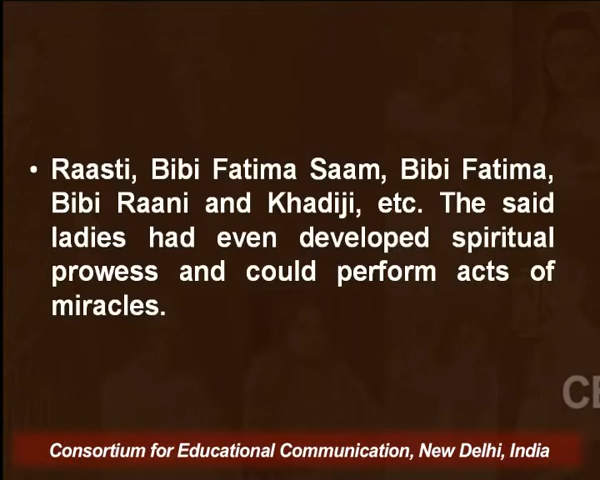 • Raasti, Bibi Fatima Saam, Bibi Fatima,
Bibi Raani and Khadiji, etc. The said
ladies had even developed spiritual
prowess and could perform acts of
miracles.
CE
Consortium for Educational Communication, New Delhi, India